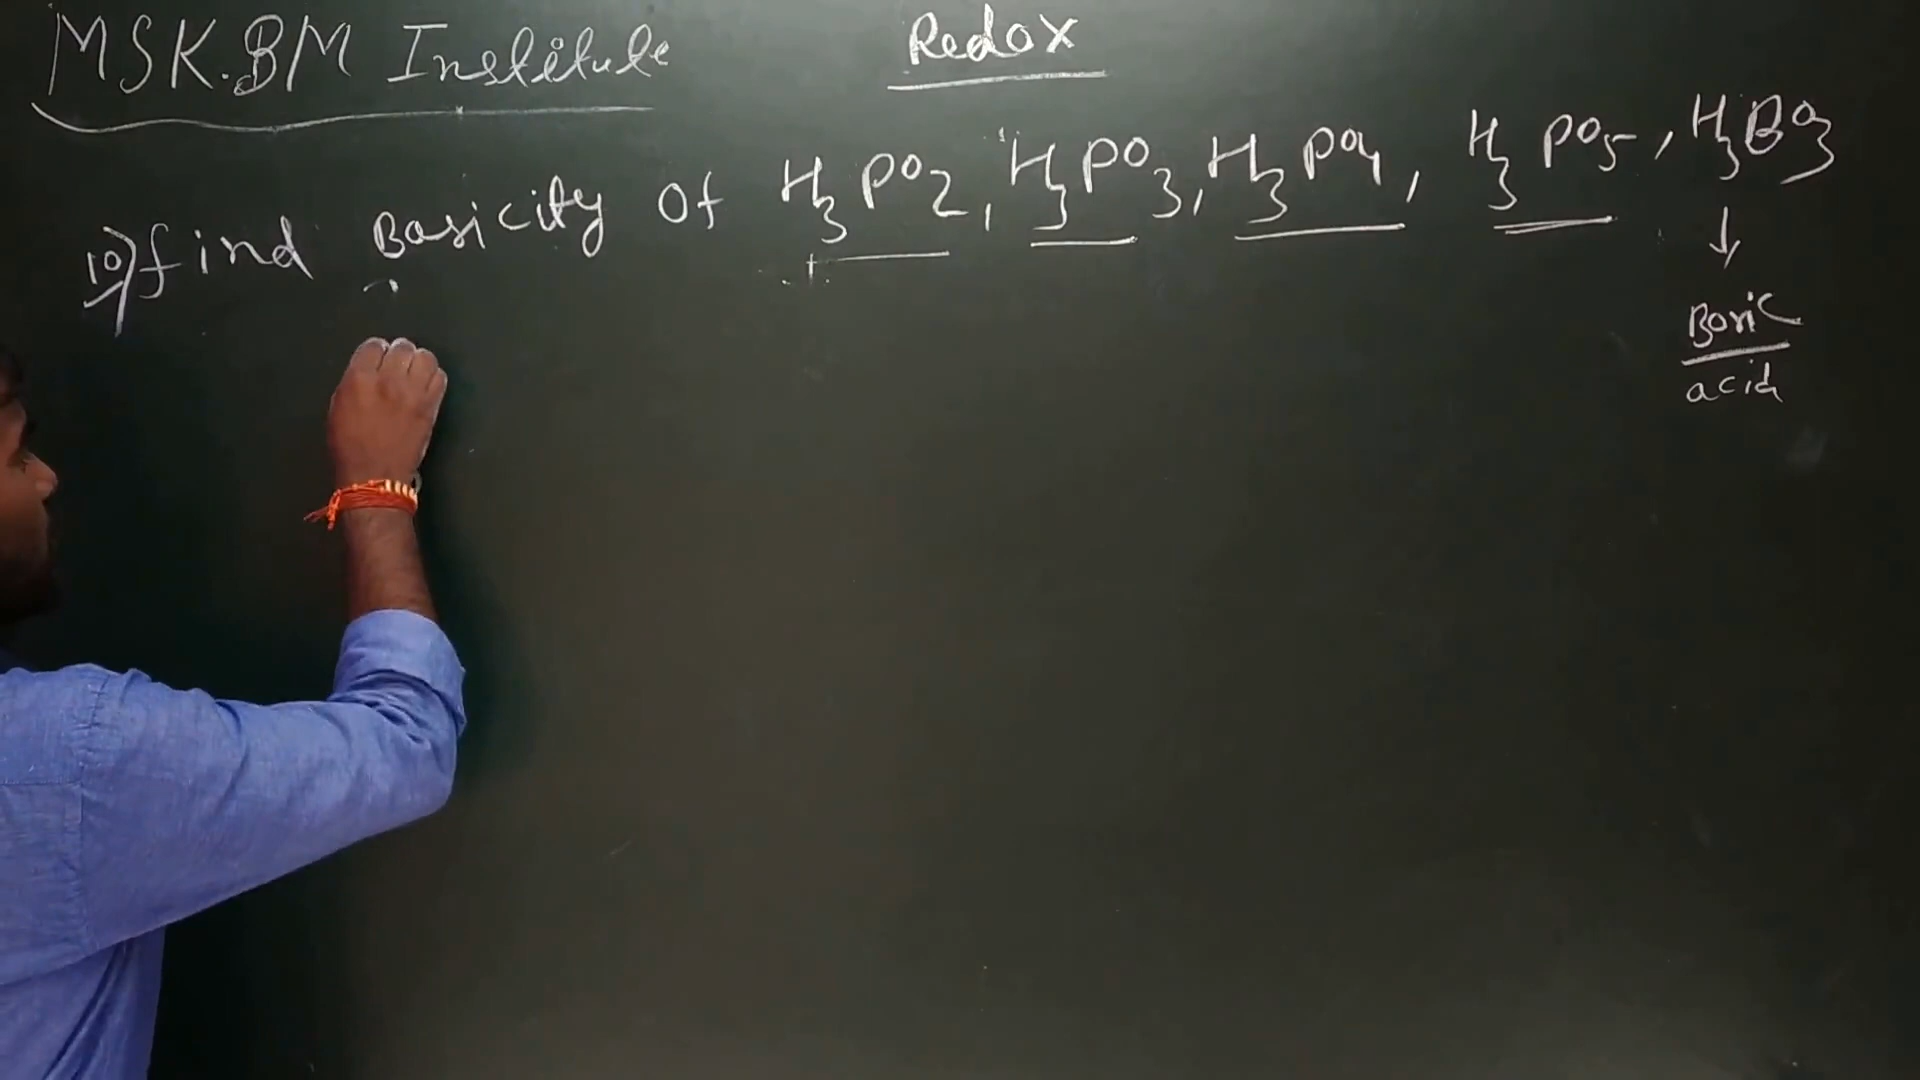 MSK.BM Institute
Redox
10) find Basicity of H3PO2, H3PO3, H3PO4, H3PO5, H3BO3
↓
Boric
acid